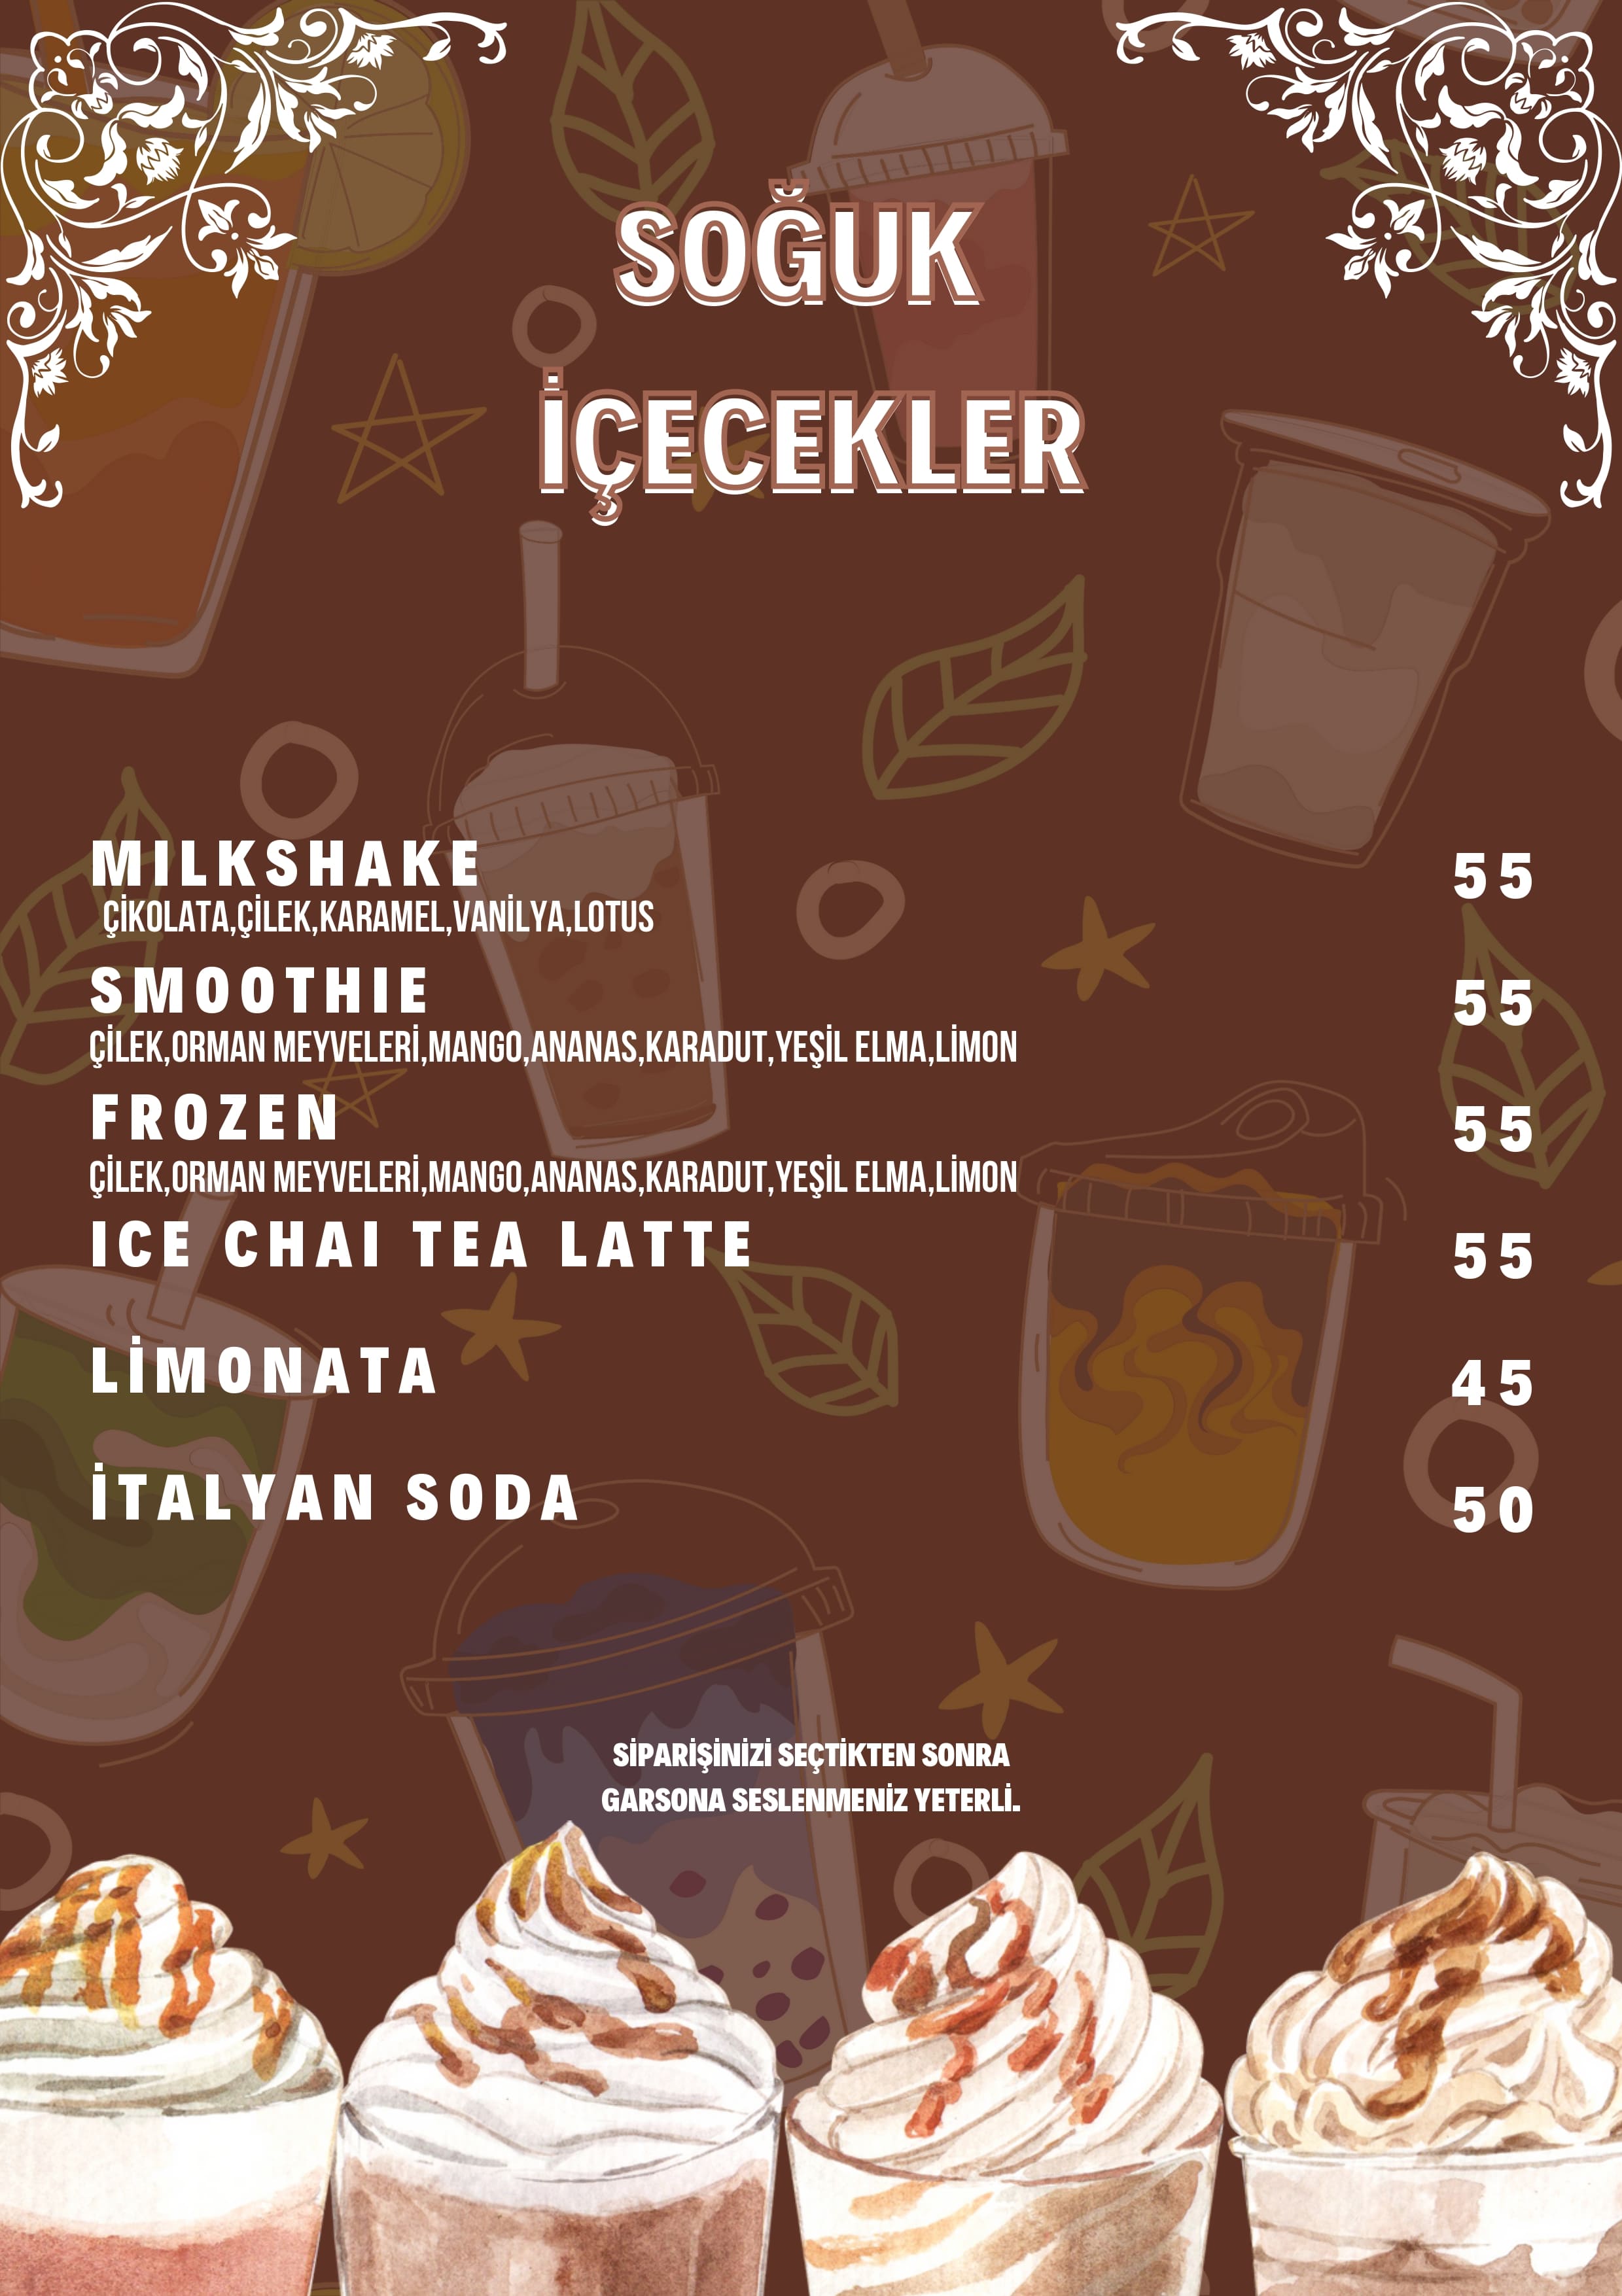 SOĞUK
İÇECEKLER
MILKSHAKE 55
ÇİKOLATA,ÇİLEK,KARAMEL,VANİLYA,LOTUS
SMOOTHIE 55
ÇİLEK,ORMAN MEYVELERİ,MANGO,ANANAS,KARADUT,YEŞİL ELMA,LİMON
FROZEN 55
ÇİLEK,ORMAN MEYVELERİ,MANGO,ANANAS,KARADUT,YEŞİL ELMA,LİMON
ICE CHAI TEA LATTE 55
LİMONATA 45
İTALYAN SODA 50
SİPARİŞİNİZİ SEÇTİKTEN SONRA
GARSONA SESLENMENİZ YETERLİ.